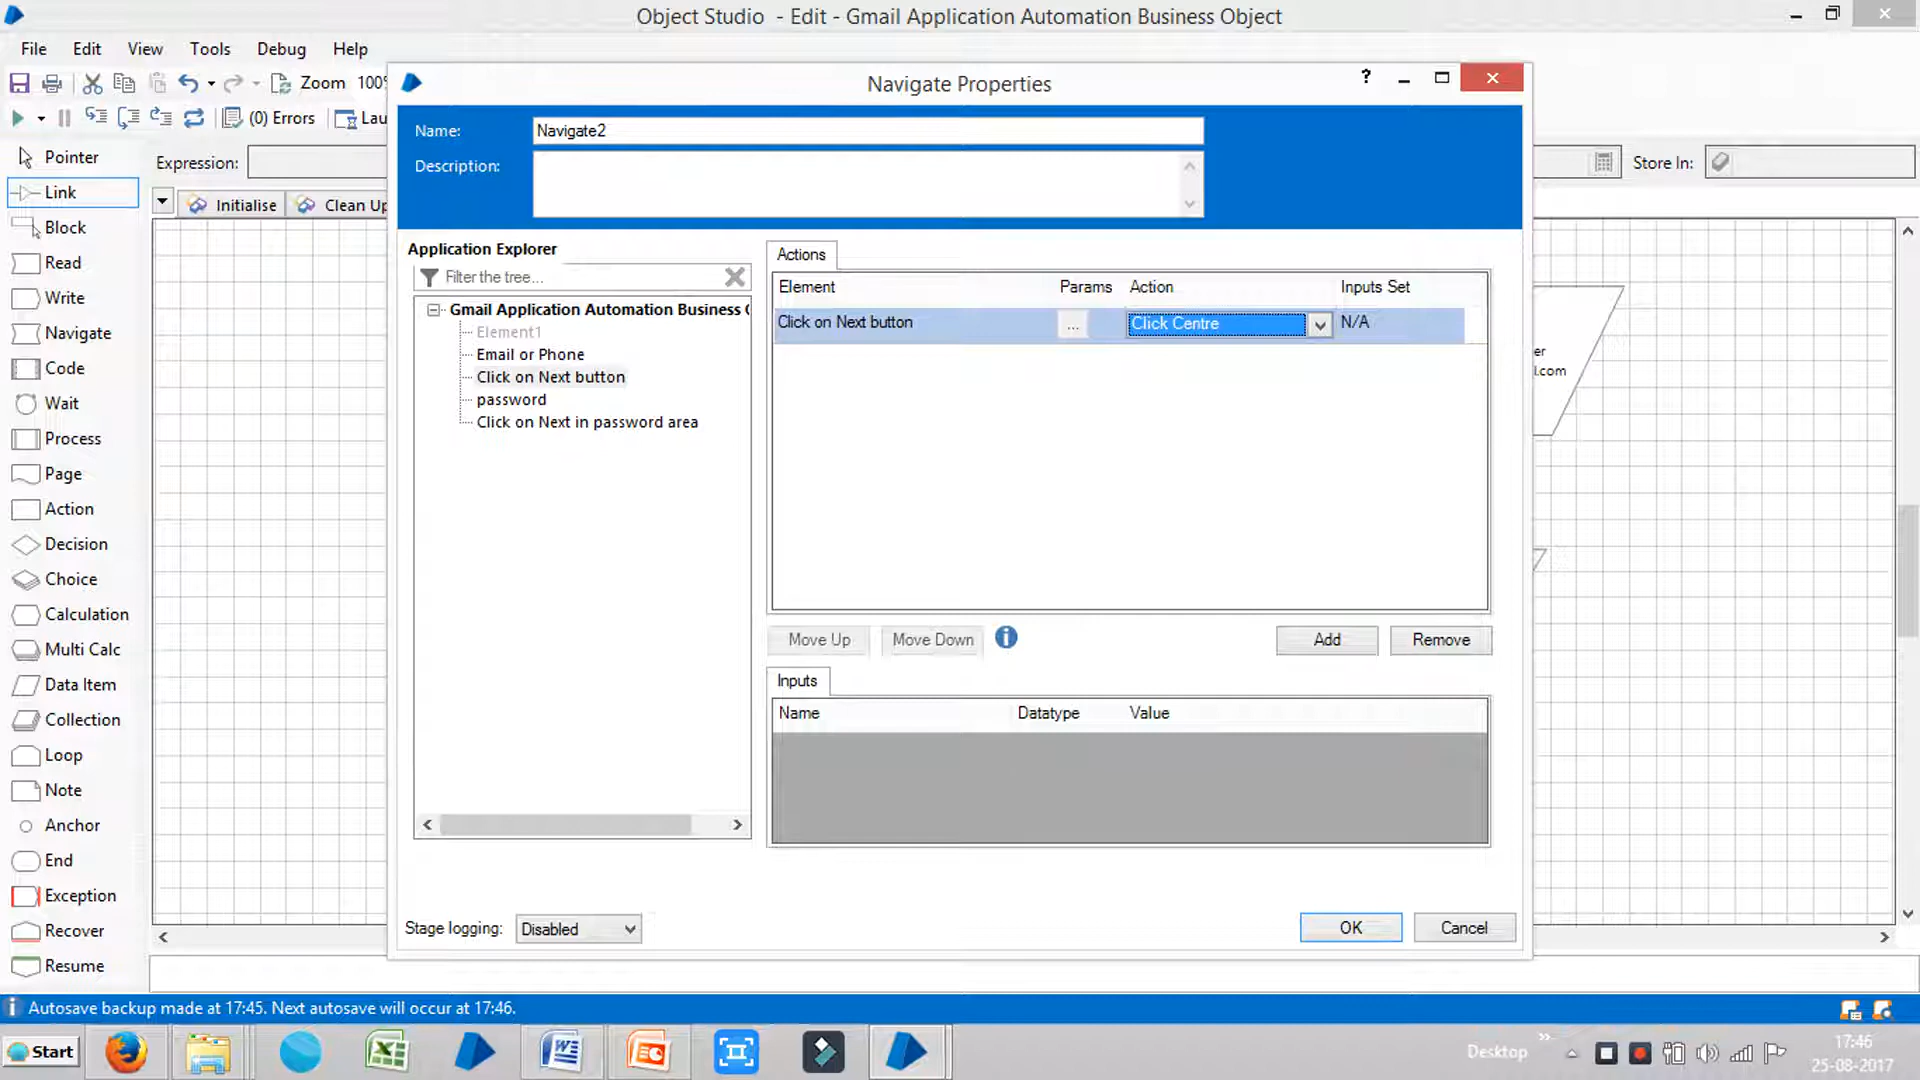 Object Studio - Edit - Gmail Application Automation Business Object
File Edit View Tools Debug Help
Zoom 100%
Navigate Properties
?
(0) Errors
Lau
Name: Navigate2
Description:
Pointer
Expression:
Store In:
Link
Initialise
Clean Up
Block
Read
Write
Navigate
Code
Wait
Process
Page
Action
Decision
Choice
Calculation
Multi Calc
Data Item
Collection
Loop
Note
Anchor
End
Exception
Recover
Resume
Application Explorer
Filter the tree...
Gmail Application Automation Business
Element1
Email or Phone
Click on Next button
password
Click on Next in password area
Actions
Element Params Action Inputs Set
Click on Next button ... Click Centre N/A
er
l.com
Move Up Move Down Add Remove
Inputs
Name Datatype Value
Stage logging: Disabled
OK Cancel
Autosave backup made at 17:45. Next autosave will occur at 17:46.
Start
Desktop
17:46
25-08-2017